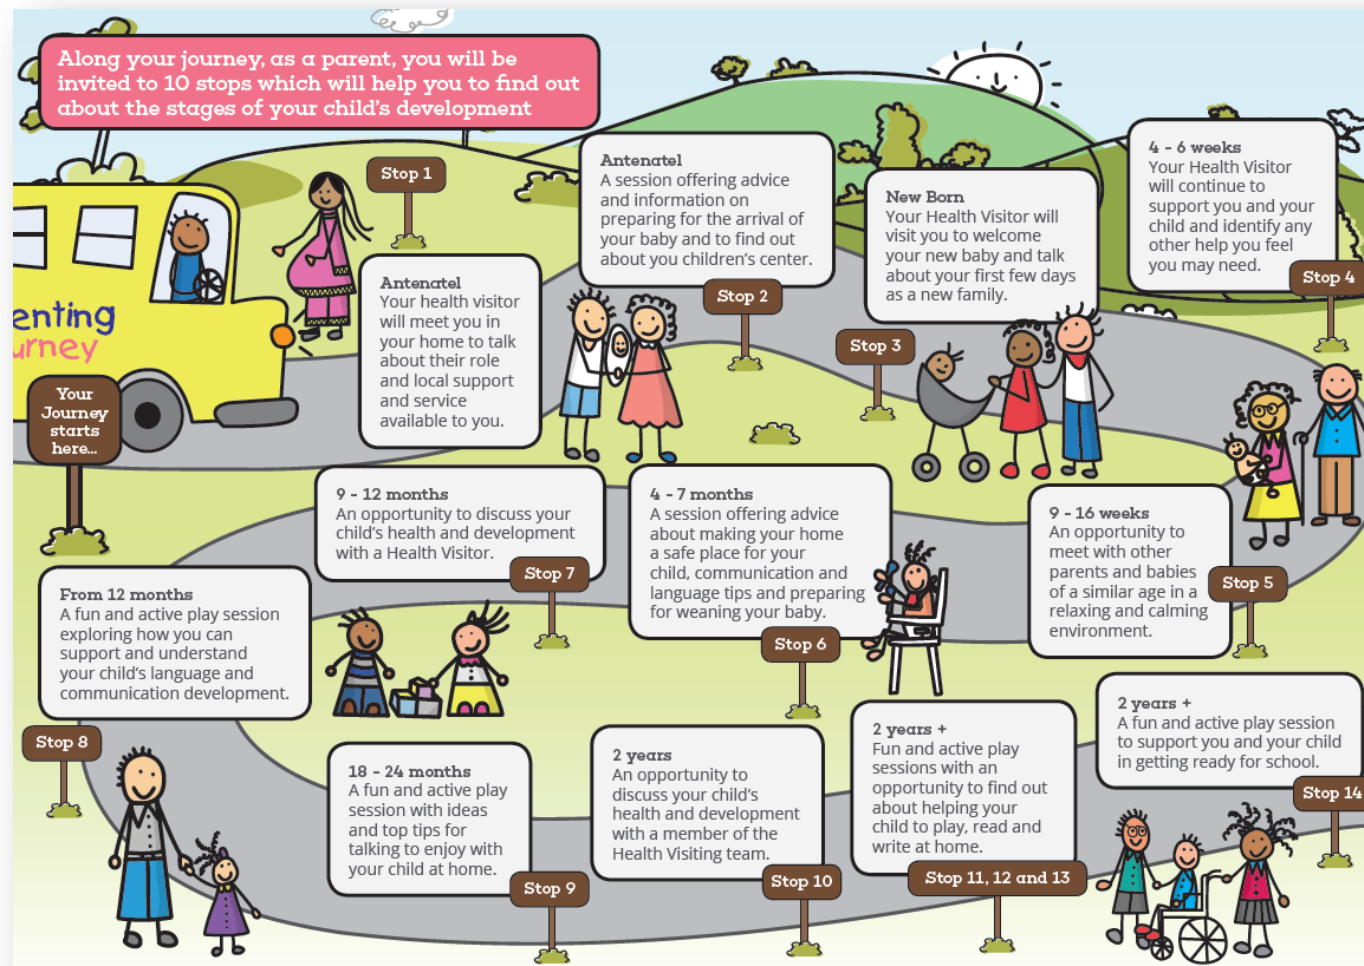 Along your journey, as a parent, you will be
invited to 10 stops which will help you to find out
about the stages of your child's development
enting
urney
Your
Journey
starts
here...
Stop 1
Antenatel
Your health visitor
will meet you in
your home to talk
about their role
and local support
and service
available to you.
Antenatel
A session offering advice
and information on
preparing for the arrival of
your baby and to find out
about you children's center.
Stop 2
New Born
Your Health Visitor will
visit you to welcome
your new baby and talk
about your first few days
as a new family.
Stop 3
4 - 6 weeks
Your Health Visitor
will continue to
support you and your
child and identify any
other help you feel
you may need.
Stop 4
9 - 16 weeks
An opportunity to
meet with other
parents and babies
of a similar age in a
relaxing and calming
environment.
Stop 5
4 - 7 months
A session offering advice
about making your home
a safe place for your
child, communication and
language tips and preparing
for weaning your baby.
Stop 6
9 - 12 months
An opportunity to discuss your
child's health and development
with a Health Visitor.
Stop 7
From 12 months
A fun and active play session
exploring how you can
support and understand
your child's language and
communication development.
Stop 8
18 - 24 months
A fun and active play
session with ideas
and top tips for
talking to enjoy with
your child at home.
Stop 9
2 years
An opportunity to
discuss your child's
health and development
with a member of the
Health Visiting team.
Stop 10
2 years +
Fun and active play
sessions with an
opportunity to find out
about helping your
child to play, read and
write at home.
Stop 11, 12 and 13
2 years +
A fun and active play session
to support you and your child
in getting ready for school.
Stop 14